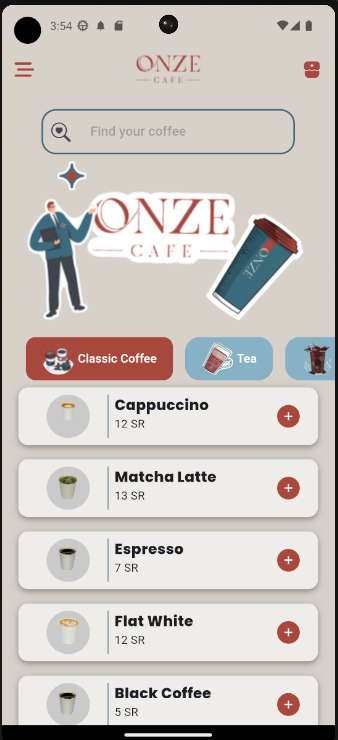 3:54
ONZE
CAFE
Find your coffee
ONZE
CAFE
ONZE
Classic Coffee
Tea
Cappuccino
12 SR
Matcha Latte
13 SR
Espresso
7 SR
Flat White
12 SR
Black Coffee
5 SR